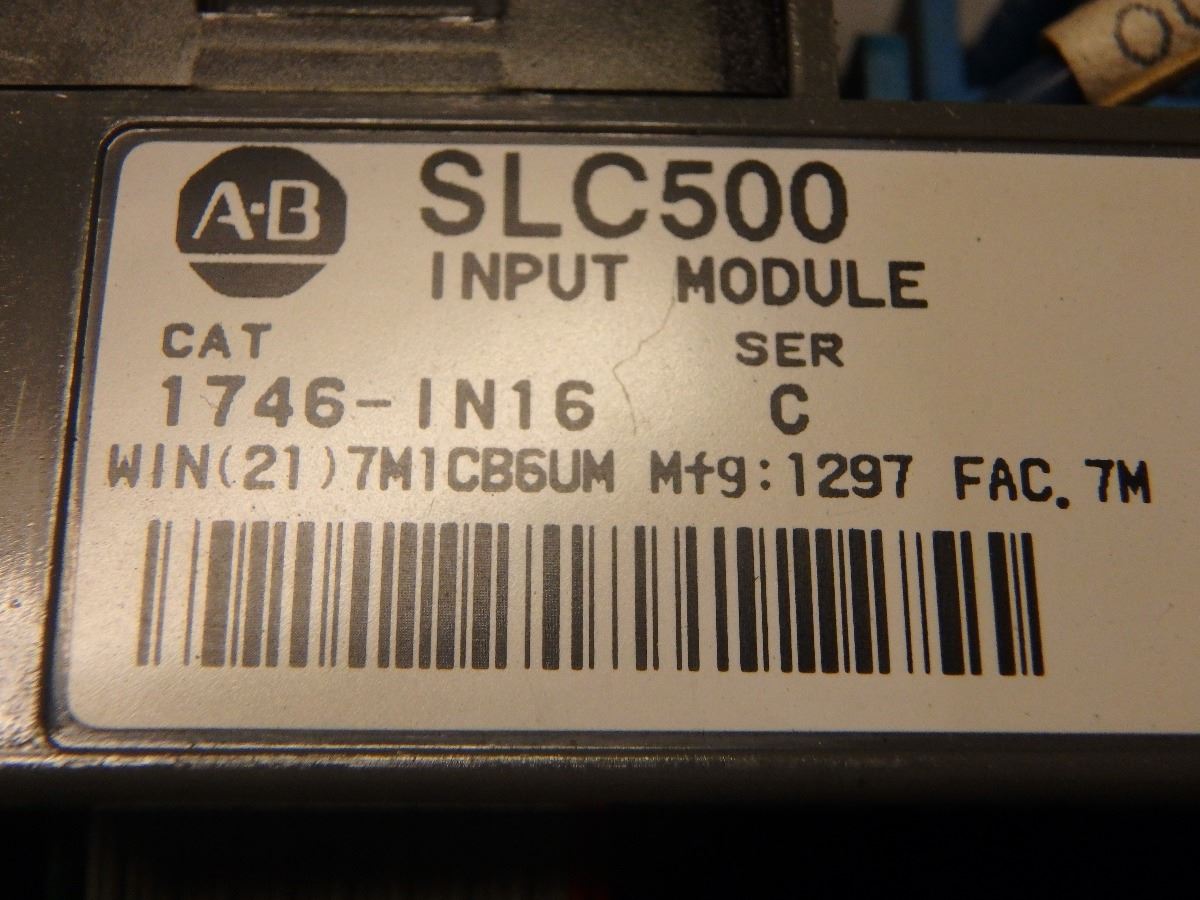 O
A·B
SLC500
INPUT MODULE
CAT SER
1746-IN16 C
WIN(21)7M1CB6UM Mfg:1297 FAC. 7M